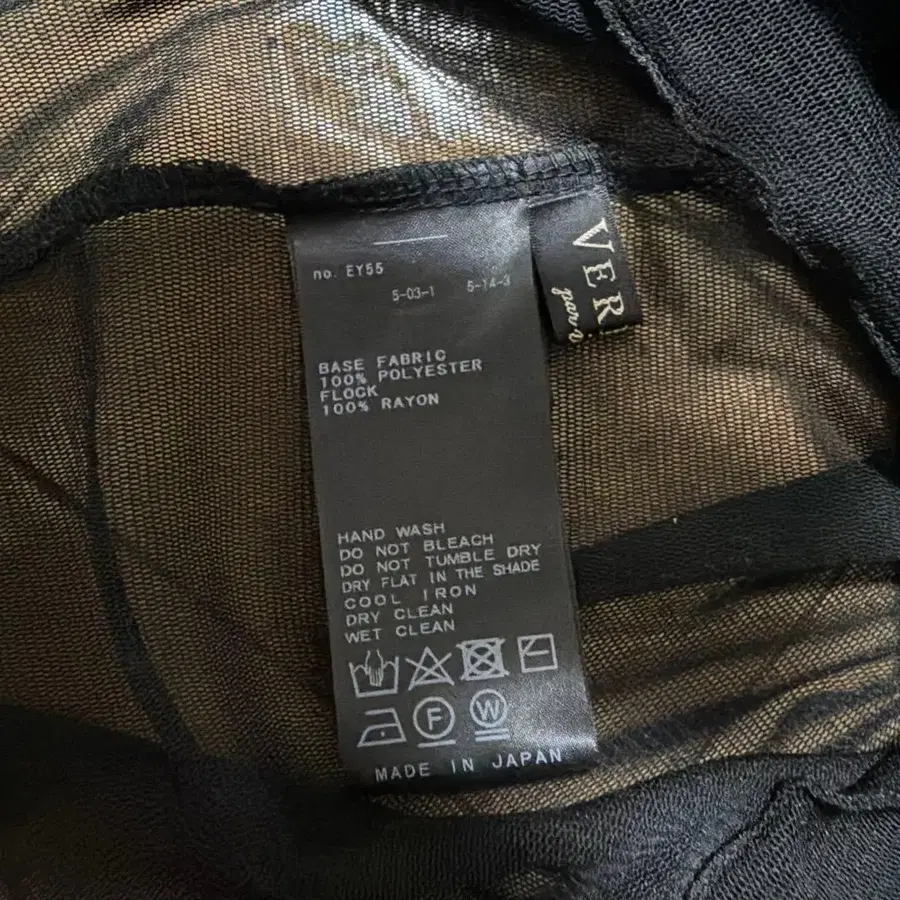 no. EY55
5-03-1 5-14-3
BASE FABRIC
100% POLYESTER
FLOCK
100% RAYON
HAND WASH
DO NOT BLEACH
DO NOT TUMBLE DRY
DRY FLAT IN THE SHADE
COOL IRON
DRY CLEAN
WET CLEAN
F W
MADE IN JAPAN
VER
par